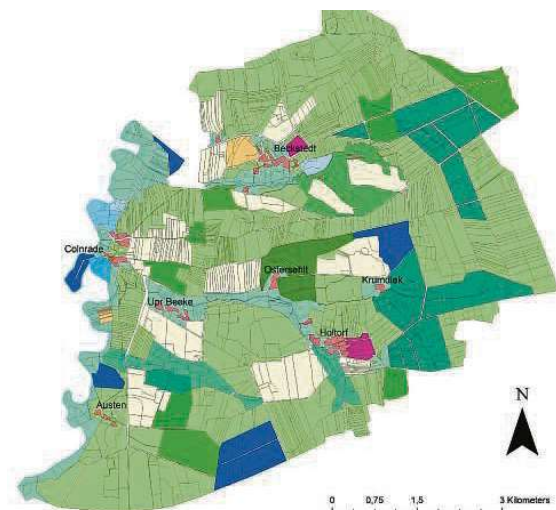 Beckstedt
Colnrade
Ostersehlt
Krumdiek
Upr Beeke
Holtorf
Austen
N
0 0,75 1,5 3 Kilometers